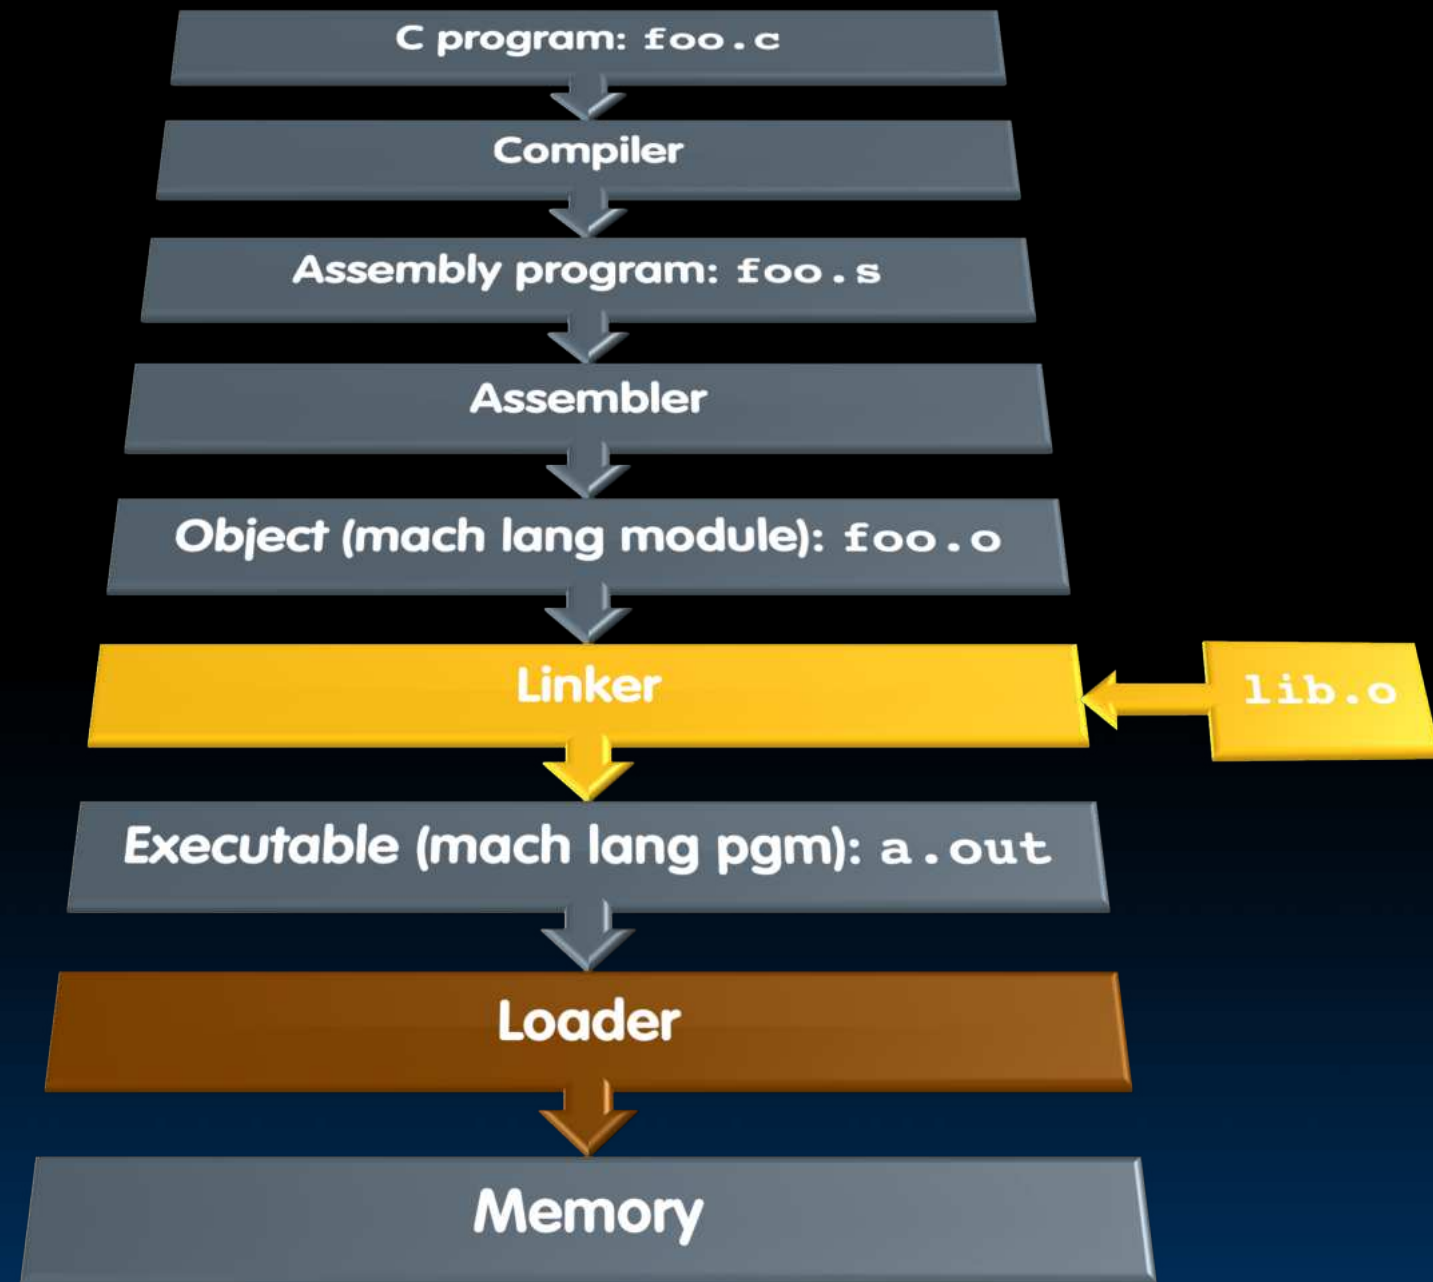 C program: foo.c
Compiler
Assembly program: foo.s
Assembler
Object (mach lang module): foo.o
Linker
lib.o
Executable (mach lang pgm): a.out
Loader
Memory